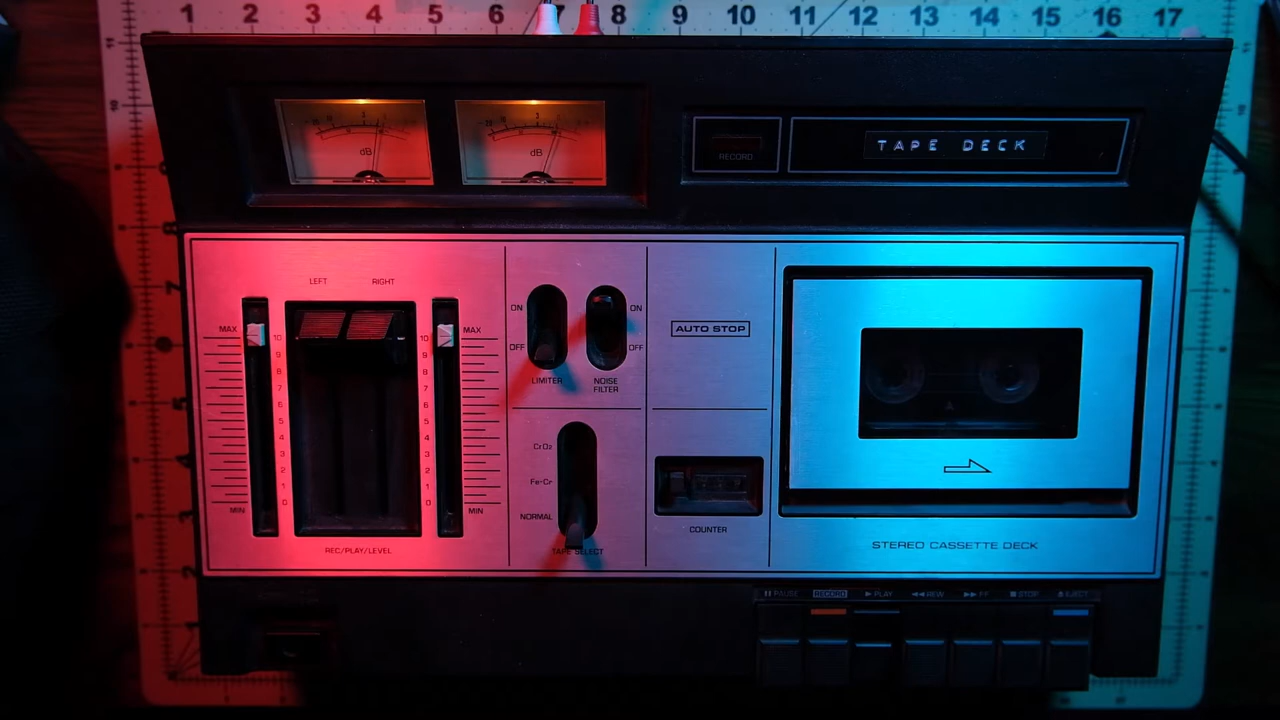 1 2 3 4 5 6 7 8 9 10 11 12 13 14 15 16 17
dB
dB
RECORD
TAPE DECK
LEFT RIGHT
MAX
MAX
10 9 8 7 6 5 4 3 2 1 0
10 9 8 7 6 5 4 3 2 1 0
MIN
MIN
REC/PLAY/LEVEL
ON
OFF
LIMITER
ON
OFF
NOISE
FILTER
CrO2
Fe-Cr
NORMAL
TAPE SELECT
AUTO STOP
COUNTER
STEREO CASSETTE DECK
PAUSE RECORD PLAY REW FF STOP EJECT